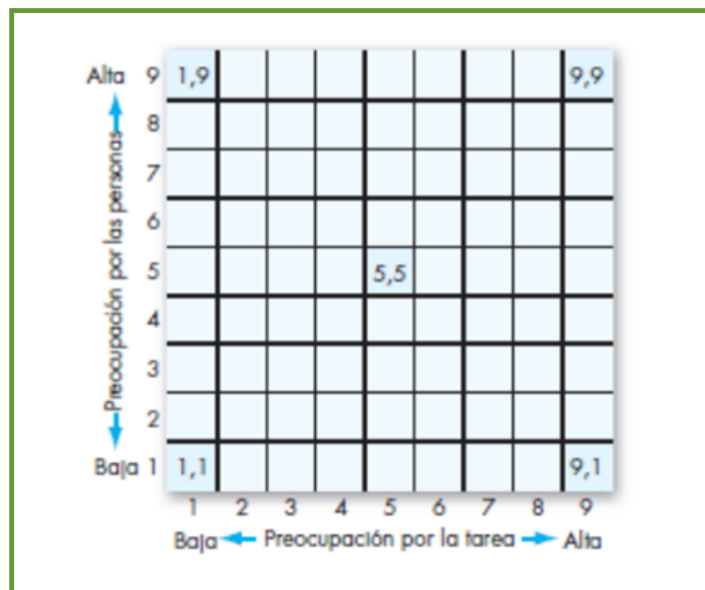 Alta 9 1,9 9,9
8
7
6
Preocupación por las personas
5 5,5
4
3
2
Baja 1 1,1 9,1
1 2 3 4 5 6 7 8 9
Baja Preocupación por la tarea Alta